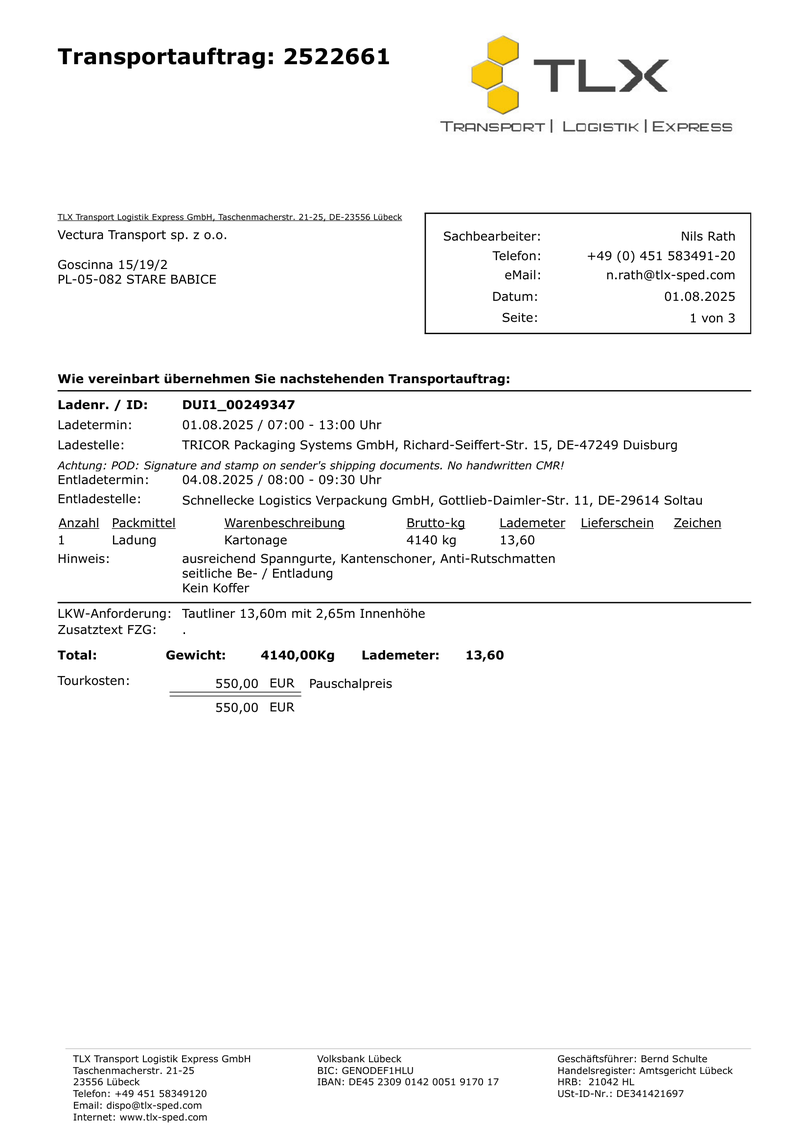 Transportauftrag: 2522661
TLX
TRANSPORT | LOGISTIK | EXPRESS
TLX Transport Logistik Express GmbH, Taschenmacherstr. 21-25, DE-23556 Lübeck
Vectura Transport sp. z o.o.
Goscinna 15/19/2
PL-05-082 STARE BABICE
Sachbearbeiter: Nils Rath
Telefon: +49 (0) 451 583491-20
eMail: n.rath@tlx-sped.com
Datum: 01.08.2025
Seite: 1 von 3
Wie vereinbart übernehmen Sie nachstehenden Transportauftrag:
Ladenr. / ID: DUI1_00249347
Ladetermin: 01.08.2025 / 07:00 - 13:00 Uhr
Ladestelle: TRICOR Packaging Systems GmbH, Richard-Seiffert-Str. 15, DE-47249 Duisburg
Achtung: POD: Signature and stamp on sender's shipping documents. No handwritten CMR!
Entladetermin: 04.08.2025 / 08:00 - 09:30 Uhr
Entladestelle: Schnellecke Logistics Verpackung GmbH, Gottlieb-Daimler-Str. 11, DE-29614 Soltau
Anzahl Packmittel Warenbeschreibung Brutto-kg Lademeter Lieferschein Zeichen
1 Ladung Kartonage 4140 kg 13,60
Hinweis: ausreichend Spanngurte, Kantenschoner, Anti-Rutschmatten
seitliche Be- / Entladung
Kein Koffer
LKW-Anforderung: Tautliner 13,60m mit 2,65m Innenhöhe
Zusatztext FZG: .
Total: Gewicht: 4140,00Kg Lademeter: 13,60
Tourkosten: 550,00 EUR Pauschalpreis
550,00 EUR
TLX Transport Logistik Express GmbH
Taschenmacherstr. 21-25
23556 Lübeck
Telefon: +49 451 58349120
Email: dispo@tlx-sped.com
Internet: www.tlx-sped.com
Volksbank Lübeck
BIC: GENODEF1HLU
IBAN: DE45 2309 0142 0051 9170 17
Geschäftsführer: Bernd Schulte
Handelsregister: Amtsgericht Lübeck
HRB: 21042 HL
USt-ID-Nr.: DE341421697